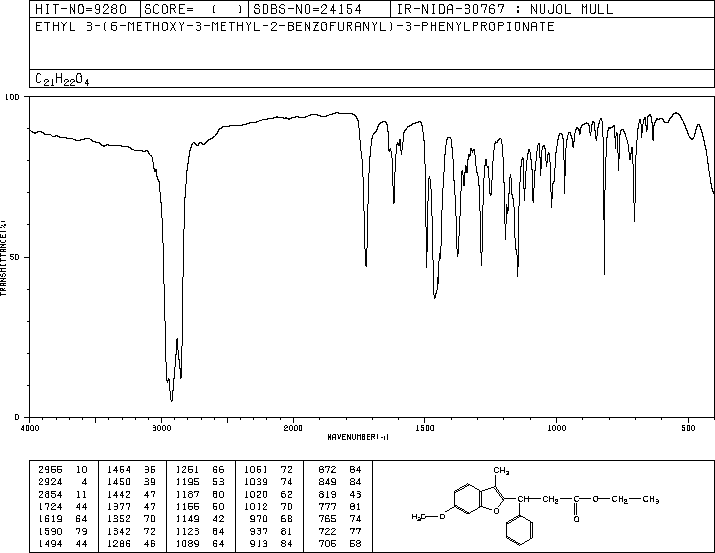 HIT-NO=9280 SCORE= ( ) SDBS-NO=24154 IR-NIDA-30767 : NUJOL MULL
ETHYL 3-(6-METHOXY-3-METHYL-2-BENZOFURANYL)-3-PHENYLPROPIONATE
C21H22O4
100
50
0
TRANSMITTANCE(%)
4000 3000 2000 1500 1000 500
WAVENUMBER(-1)
2966 10 1464 36 1251 66 1061 72 872 84
2924 4 1450 39 1195 53 1039 74 849 84
2854 11 1442 47 1187 60 1020 62 819 43
1724 44 1377 47 1166 60 1012 70 777 81
1619 64 1352 70 1149 42 970 68 765 74
1590 79 1342 72 1123 84 937 81 722 77
1494 44 1286 46 1089 64 913 84 706 58
CH3
CH CH2 C O CH2 CH3
O
O
CH3 O